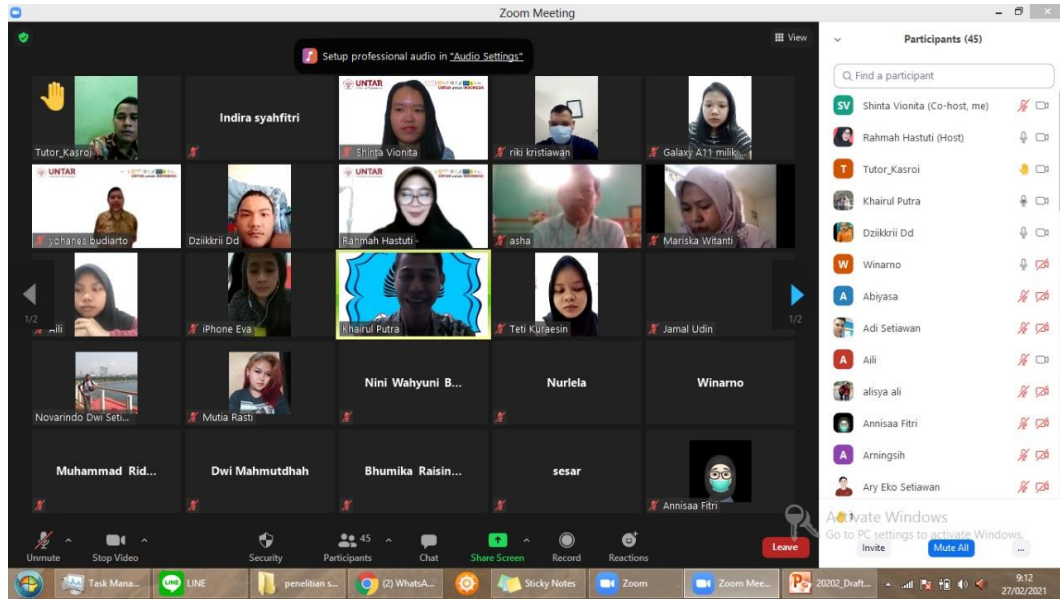 Zoom Meeting
Setup professional audio in "Audio Settings"
View
Tutor_Kasroi
Indira syahfitri
UNTAR
UNTAR untuk INDONESIA
Shinta Vionita
riki kristiawan
Galaxy A11 milik...
UNTAR
yohanes budiarto
Dziikkrii Dd
UNTAR
Rahmah Hastuti
asha
Mariska Witanti
1/2
Aili
iPhone Eva
Khairul Putra
Teti Kuraesin
Jamal Udin
1/2
Novarindo Dwi Seti...
Mutia Rasti
Nini Wahyuni B...
Nurlela
Winarno
Muhammad Rid...
Dwi Mahmutdhah
Bhumika Raisin...
sesar
Annisaa Fitri
Unmute
Stop Video
Security
45
Participants
Chat
Share Screen
Record
Reactions
Leave
Participants (45)
Find a participant
SV Shinta Vionita (Co-host, me)
Rahmah Hastuti (Host)
T Tutor_Kasroi
Khairul Putra
Dziikkrii Dd
W Winarno
A Abiyasa
Adi Setiawan
A Aili
alisya ali
Annisaa Fitri
A Arningsih
Ary Eko Setiawan
1
Activate Windows
Go to PC settings to activate Windows.
Invite
Mute All
...
Task Mana...
LINE
LINE
penelitian s...
(2) WhatsA...
Sticky Notes
Zoom
Zoom Mee...
20202_Draft...
9:12
27/02/2021